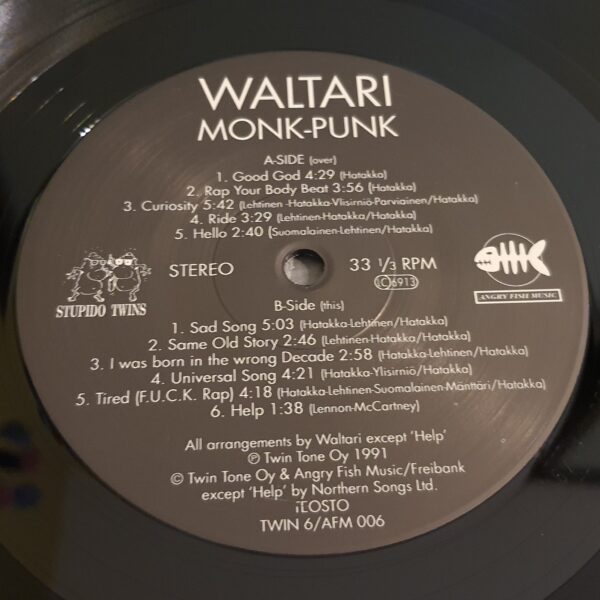 WALTARI
MONK-PUNK
A-SIDE (over)
1. Good God 4:29 (Hatakka)
2. Rap Your Body Beat 3:56 (Hatakka)
3. Curiosity 5:42 (Lehtinen -Hatakka-Vlisirniö-Parviainen/Hatakka)
4. Ride 3:29 (Lehtinen-Hatakka/Hatakka)
5. Hello 2:40 (Suomalainen-Lehtinen/Hatakka)
STUPIDO TWINS
STEREO
33 1/3 RPM
LC 6913
ANGRY FISH MUSIC
B-Side (this)
1. Sad Song 5:03 (Hatakka-Lehtinen/Hatakka)
2. Same Old Story 2:46 (Lehtinen-Hatakka/Hatakka)
3. I was born in the wrong Decade 2:58 (Hatakka-Lehtinen/Hatakka)
4. Universal Song 4:21 (Hatakka-Ylisirniö/Hatakka)
5. Tired (F.U.C.K. Rap) 4:18 (Hatakka-Lehtinen-Suomalainen-Mänttäri/Hatakka)
6. Help 1:38 (Lennon-McCartney)
All arrangements by Waltari except 'Help'
℗ Twin Tone Oy 1991
© Twin Tone Oy & Angry Fish Music/Freibank
except 'Help' by Northern Songs Ltd.
iTEOSTO
TWIN 6/AFM 006